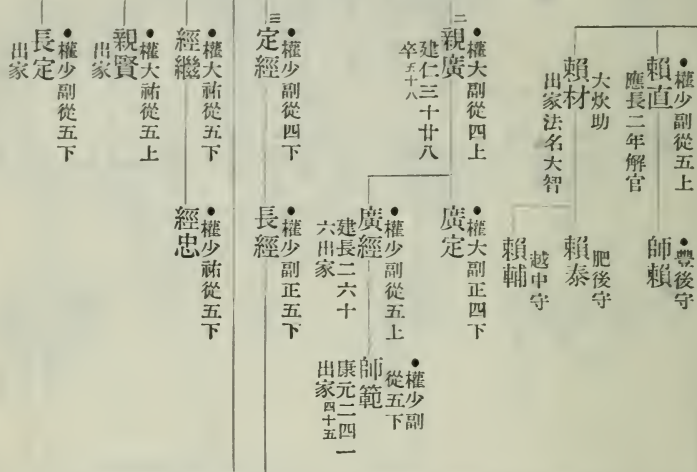 ●權少副從五上
賴直
應長二年解官
●豐後守
師賴
大炊助
賴材
出家法名大智
肥後守
賴泰
越中守
賴輔
●權大副從四上
二 親廣
建仁三十廿八
卒五十八
●權大副正四下
廣定
●權少副從五上
廣經
建長二六十
六出家
●權少副
從五下
師範
康元二四一
出家四十五
●權少副從四下
三 定經
●權少副正五下
長經
●權大祐從五下
經繼
●權少祐從五下
經忠
●權大祐從五上
親賢
出家
●權少副從五下
長定
出家